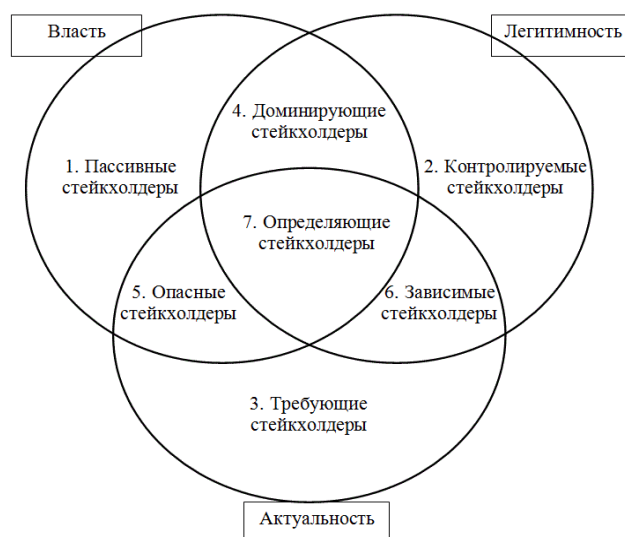 Власть
Легитимность
4. Доминирующие
стейкхолдеры
1. Пассивные
стейкхолдеры
2. Контролируемые
стейкхолдеры
7. Определяющие
стейкхолдеры
5. Опасные
стейкхолдеры
6. Зависимые
стейкхолдеры
3. Требующие
стейкхолдеры
Актуальность